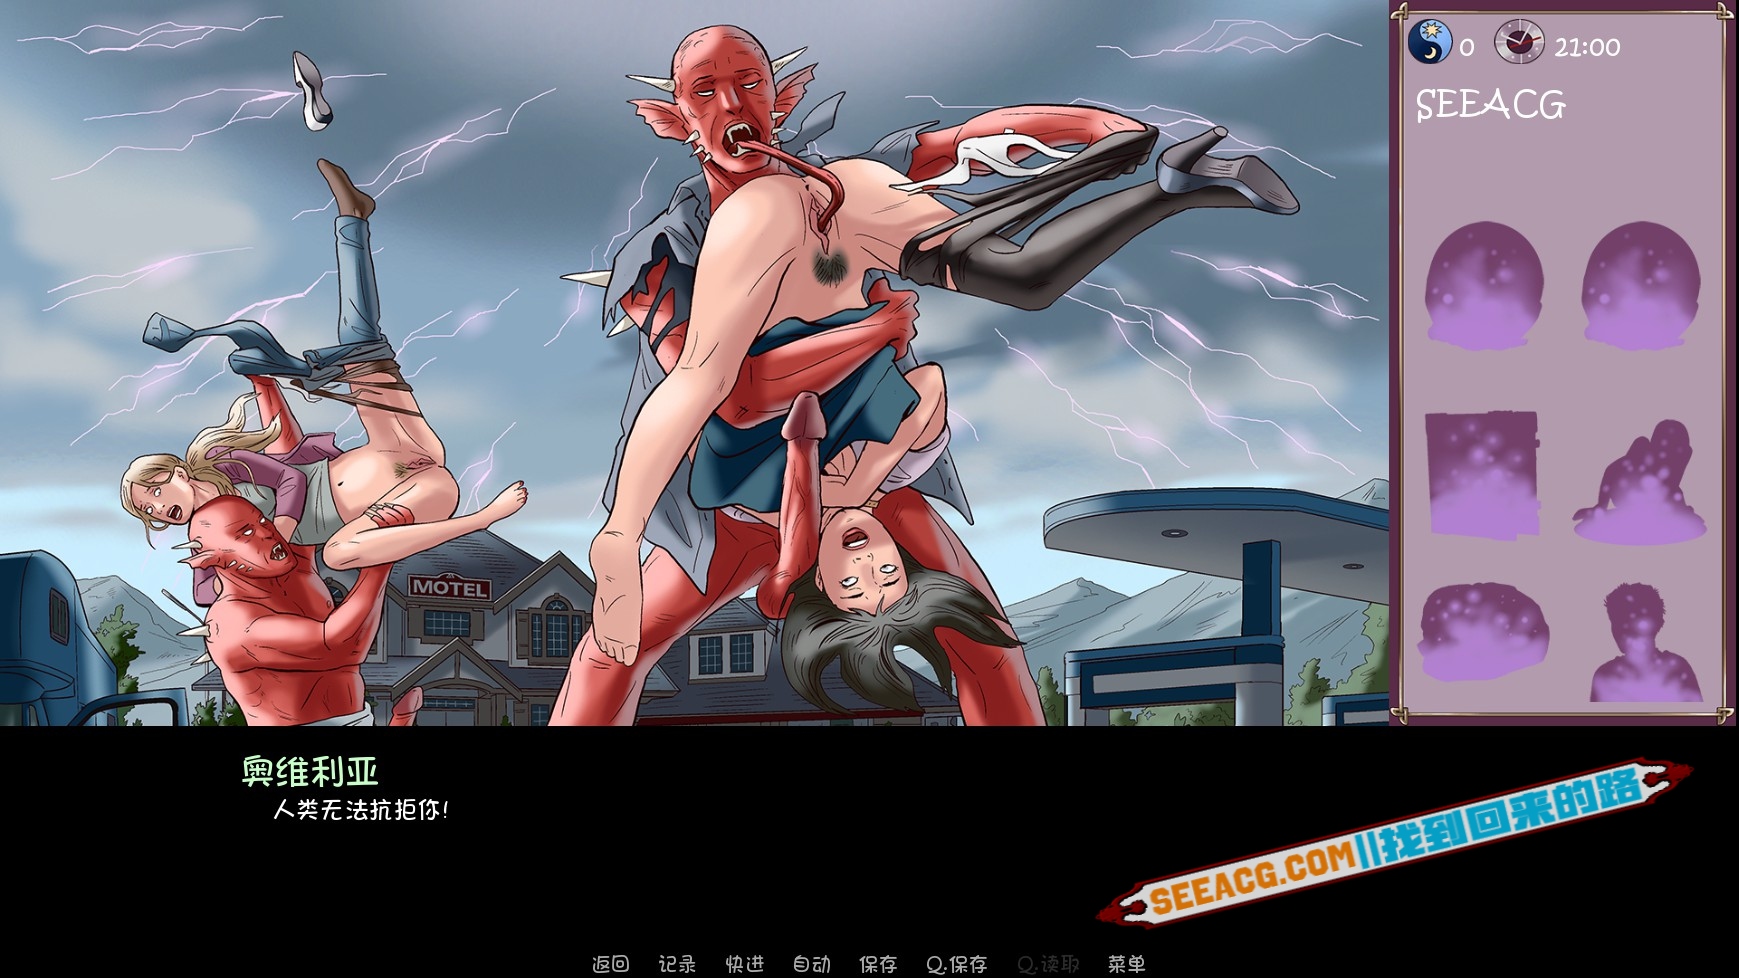 0 21:00
SEEACG
MOTEL
奥维利亚
人类无法抗拒你!
SEEACG.COM||找到回来的路
返回 记录 快进 自动 保存 Q.保存 Q.读取 菜单